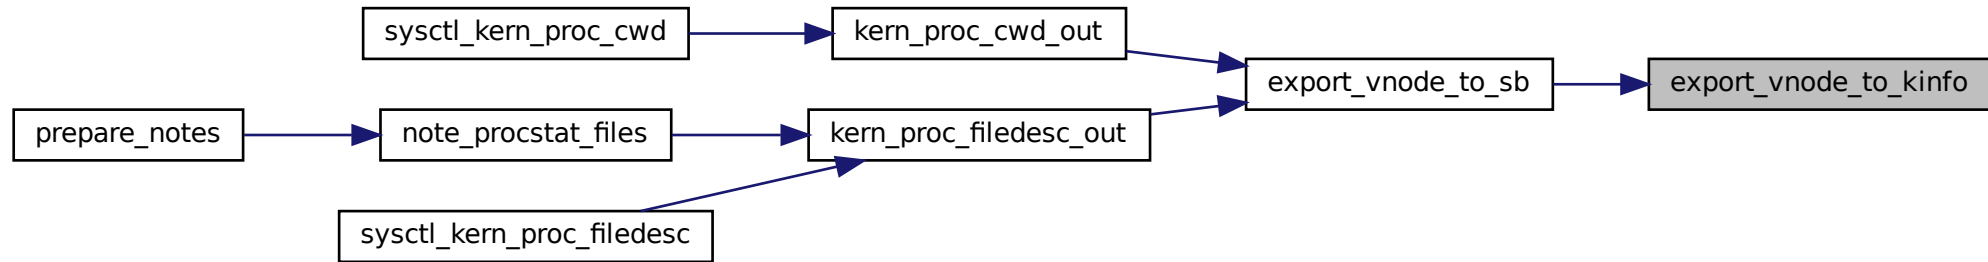 sysctl_kern_proc_cwd
kern_proc_cwd_out
export_vnode_to_sb
export_vnode_to_kinfo
prepare_notes
note_procstat_files
kern_proc_filedesc_out
sysctl_kern_proc_filedesc